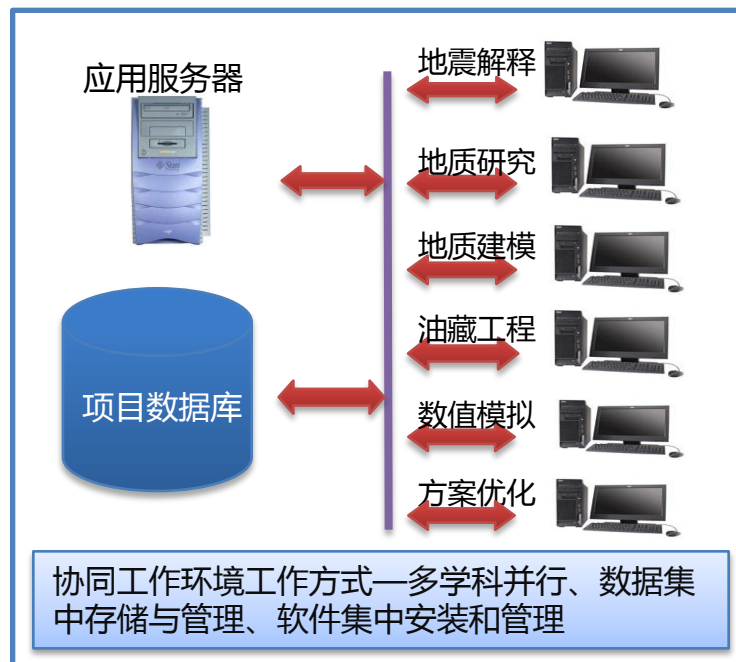 应用服务器
Sun
项目数据库
地震解释
地质研究
地质建模
油藏工程
数值模拟
方案优化
协同工作环境工作方式—多学科并行、数据集
中存储与管理、软件集中安装和管理